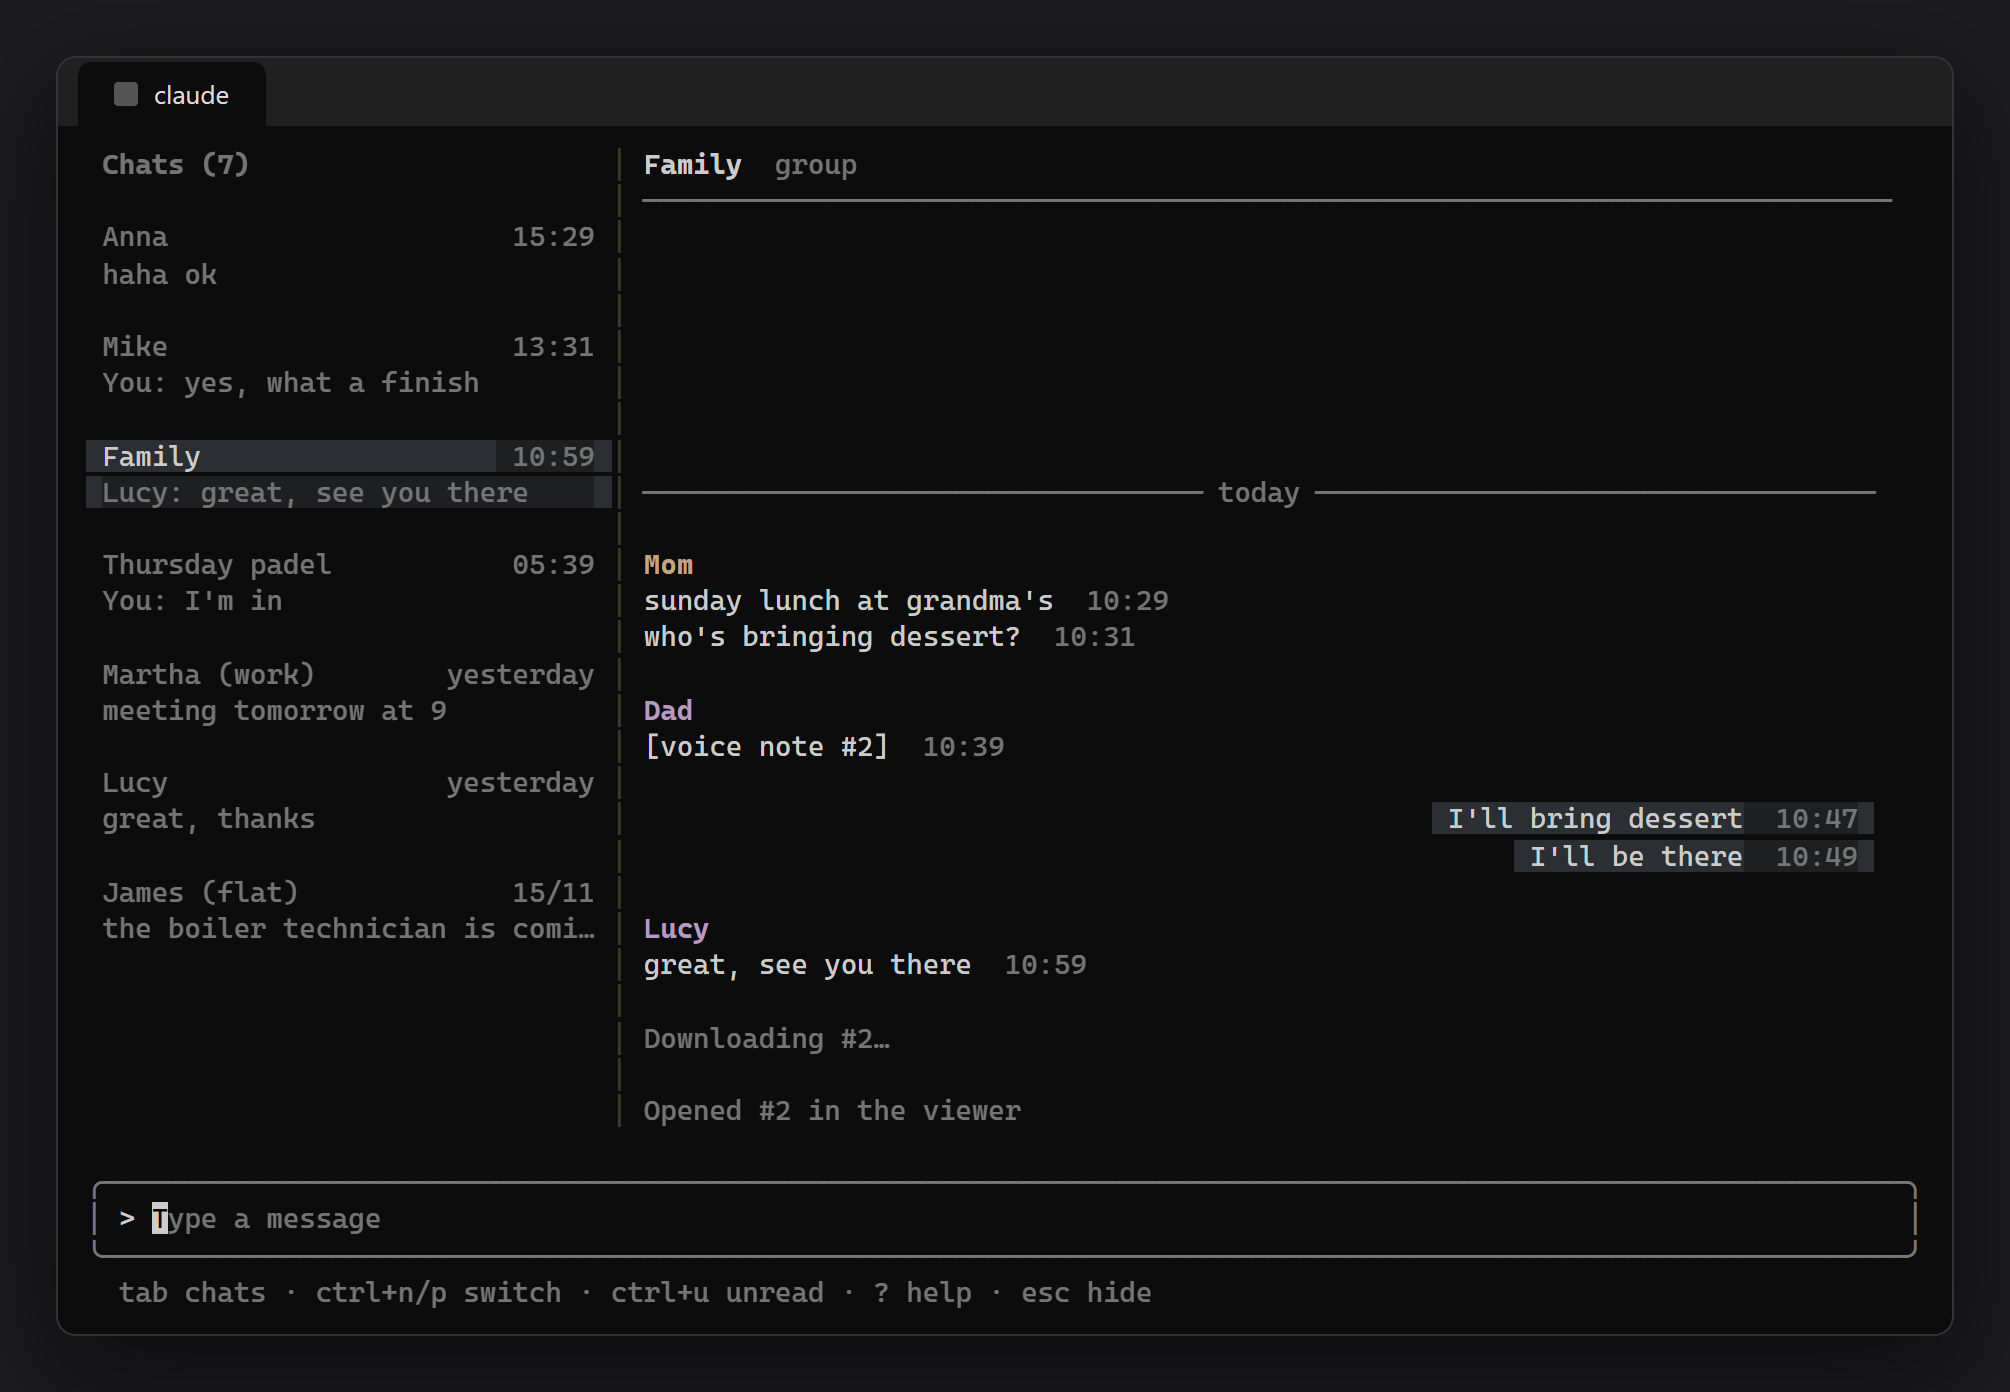 claude
Chats (7)
Anna 15:29
haha ok
Mike 13:31
You: yes, what a finish
Family 10:59
Lucy: great, see you there
Thursday padel 05:39
You: I'm in
Martha (work) yesterday
meeting tomorrow at 9
Lucy yesterday
great, thanks
James (flat) 15/11
the boiler technician is comi…
Family group
today
Mom
sunday lunch at grandma's 10:29
who's bringing dessert? 10:31
Dad
[voice note #2] 10:39
I'll bring dessert 10:47
I'll be there 10:49
Lucy
great, see you there 10:59
Downloading #2…
Opened #2 in the viewer
> Type a message
tab chats · ctrl+n/p switch · ctrl+u unread · ? help · esc hide